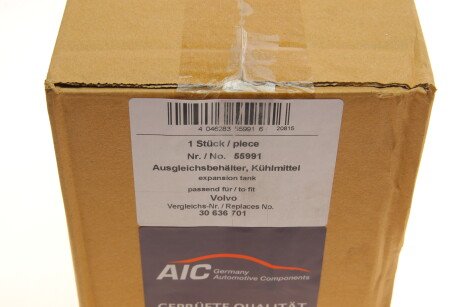 4 046283 55991 6
20815
1 Stück / piece
Nr. / No. 55991
Ausgleichsbehälter, Kühlmittel
expansion tank
passend für / to fit
Volvo
Vergleichs-Nr. / Replaces No.
30 636 701
AIC Germany
Automotive Components
GEPRÜFTE QUALITÄT